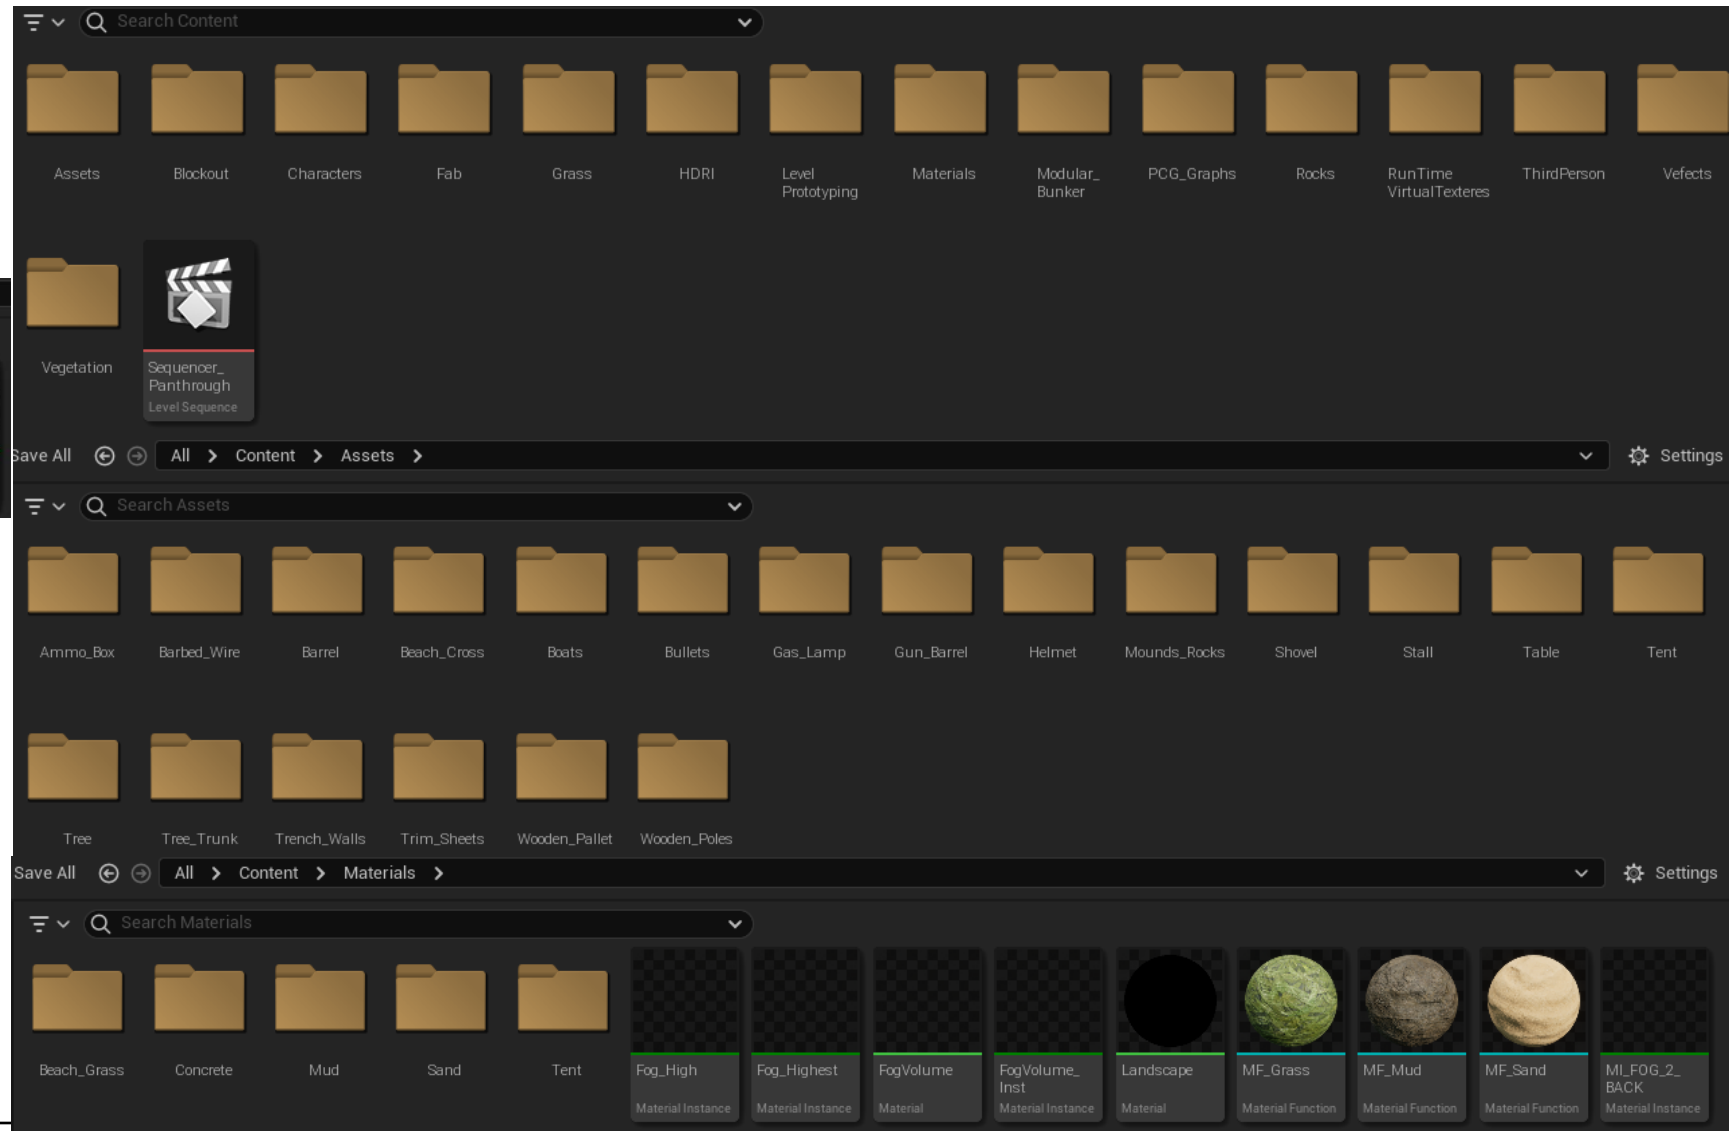 Search Content
Assets Blockout Characters Fab Grass HDRI Level Prototyping Materials Modular_ Bunker PCG_Graphs Rocks RunTime VirtualTexteres ThirdPerson Vefects
Vegetation Sequencer_ Panthrough
Level Sequence
Save All All Content Assets Settings
Search Assets
Ammo_Box Barbed_Wire Barrel Beach_Cross Boats Bullets Gas_Lamp Gun_Barrel Helmet Mounds_Rocks Shovel Stall Table Tent
Tree Tree_Trunk Trench_Walls Trim_Sheets Wooden_Pallet Wooden_Poles
Save All All Content Materials Settings
Search Materials
Beach_Grass Concrete Mud Sand Tent Fog_High Fog_Highest FogVolume FogVolume_ Inst Landscape MF_Grass MF_Mud MF_Sand MI_FOG_2_ BACK
Material Instance Material Instance Material Material Instance Material Material Function Material Function Material Function Material Instance